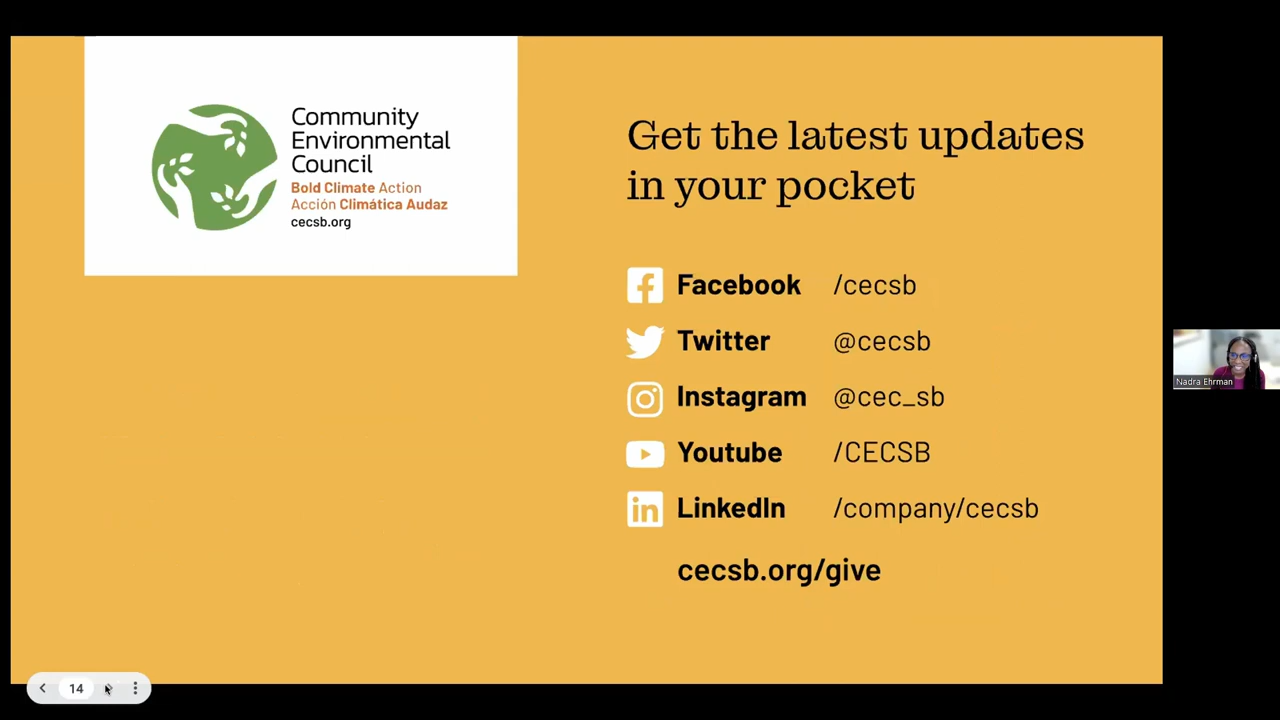 Community
Environmental
Council
Bold Climate Action
Acción Climática Audaz
cecsb.org
Get the latest updates
in your pocket
Facebook /cecsb
Twitter @cecsb
Instagram @cec_sb
Youtube /CECSB
LinkedIn /company/cecsb
cecsb.org/give
Nadra Ehrman
14